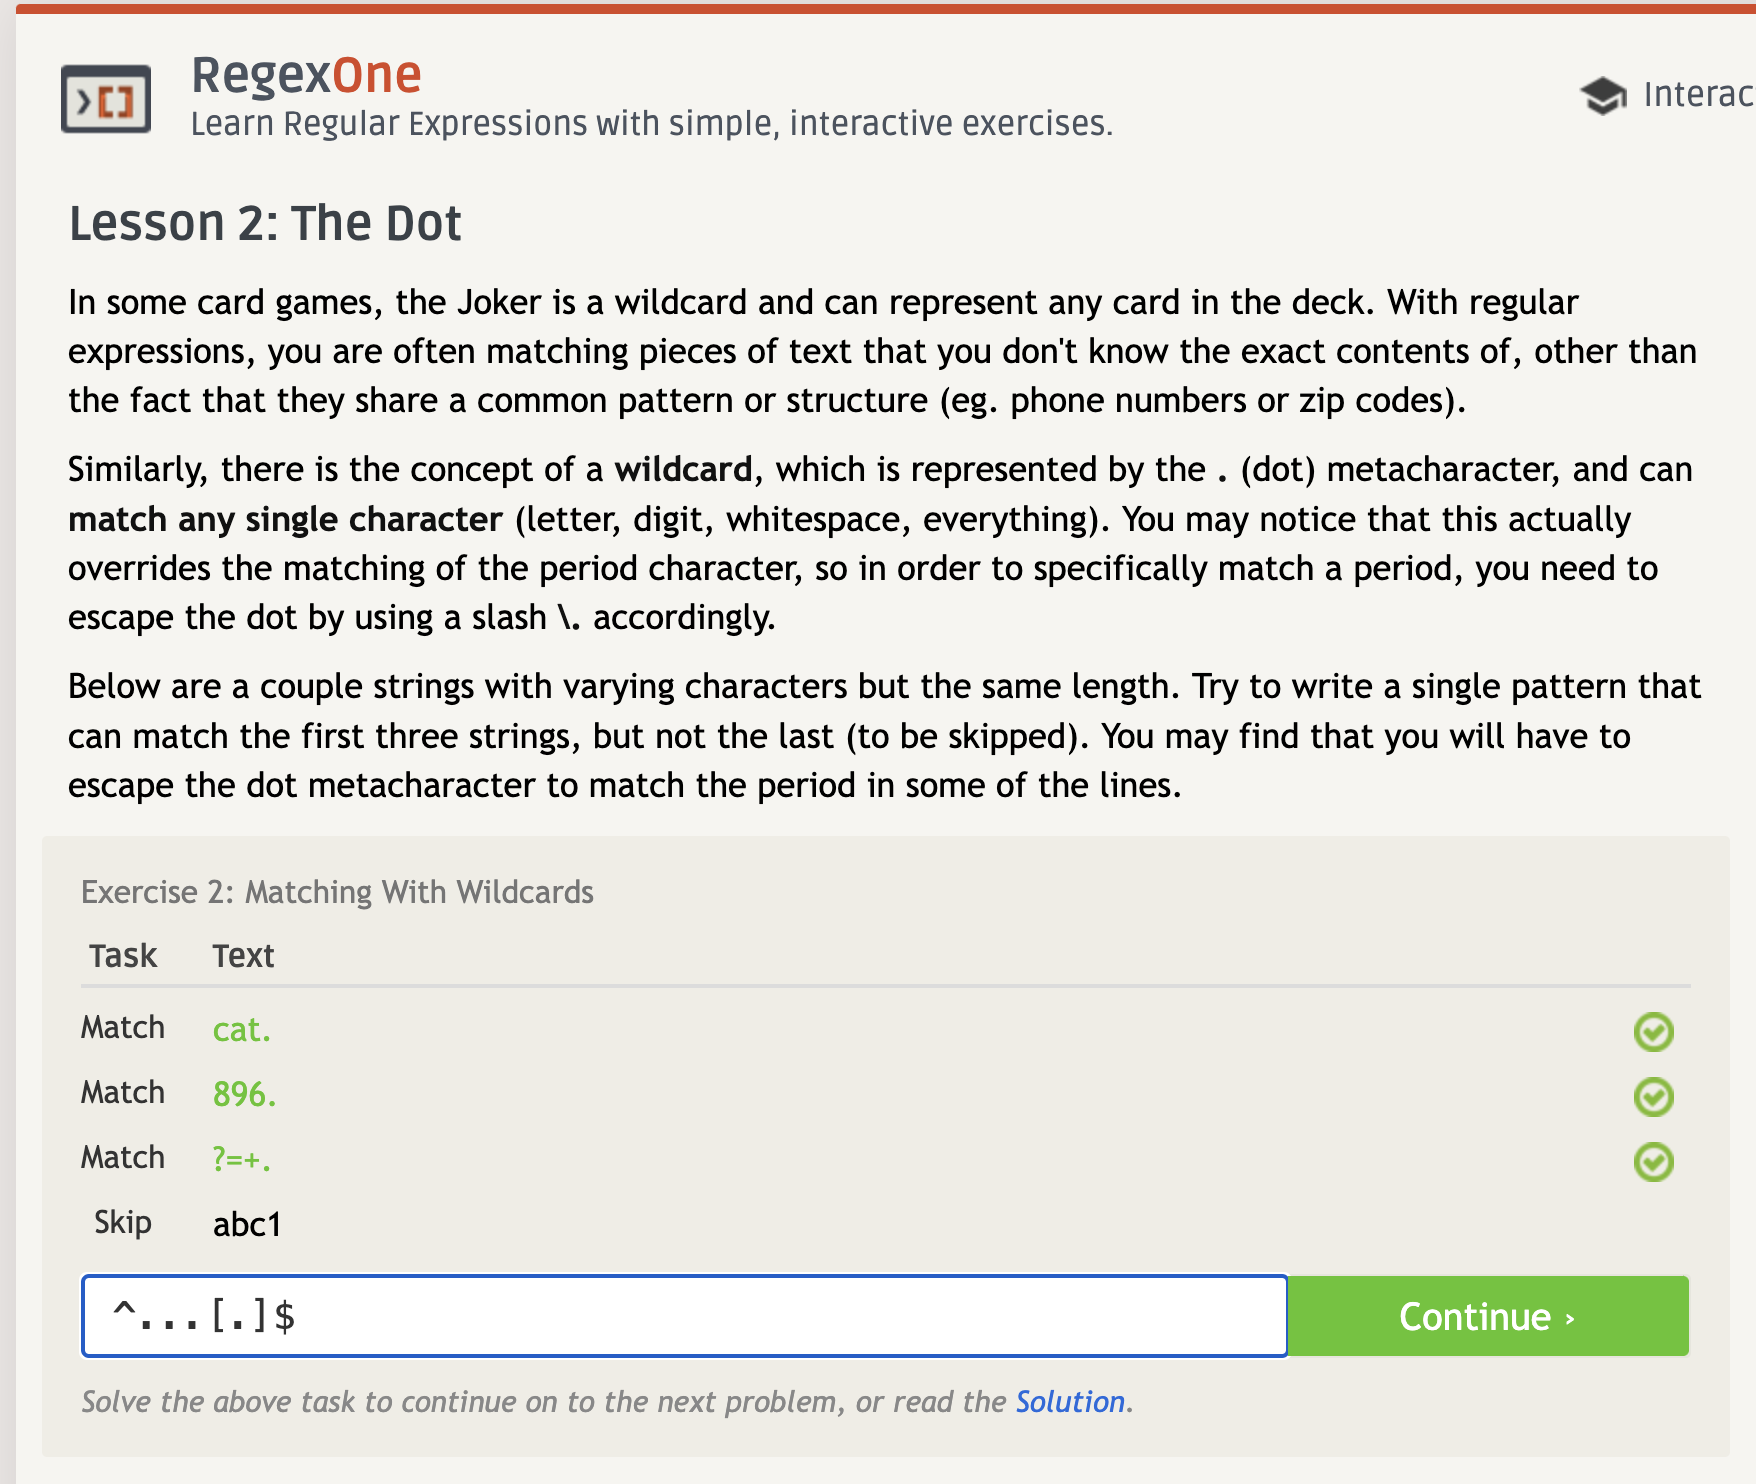 RegexOne
Learn Regular Expressions with simple, interactive exercises.
Interac
Lesson 2: The Dot
In some card games, the Joker is a wildcard and can represent any card in the deck. With regular
expressions, you are often matching pieces of text that you don't know the exact contents of, other than
the fact that they share a common pattern or structure (eg. phone numbers or zip codes).
Similarly, there is the concept of a wildcard, which is represented by the . (dot) metacharacter, and can
match any single character (letter, digit, whitespace, everything). You may notice that this actually
overrides the matching of the period character, so in order to specifically match a period, you need to
escape the dot by using a slash \. accordingly.
Below are a couple strings with varying characters but the same length. Try to write a single pattern that
can match the first three strings, but not the last (to be skipped). You may find that you will have to
escape the dot metacharacter to match the period in some of the lines.
Exercise 2: Matching With Wildcards
Task Text
Match cat.
Match 896.
Match ?=+.
Skip abc1
^...[.]$ Continue ›
Solve the above task to continue on to the next problem, or read the Solution.